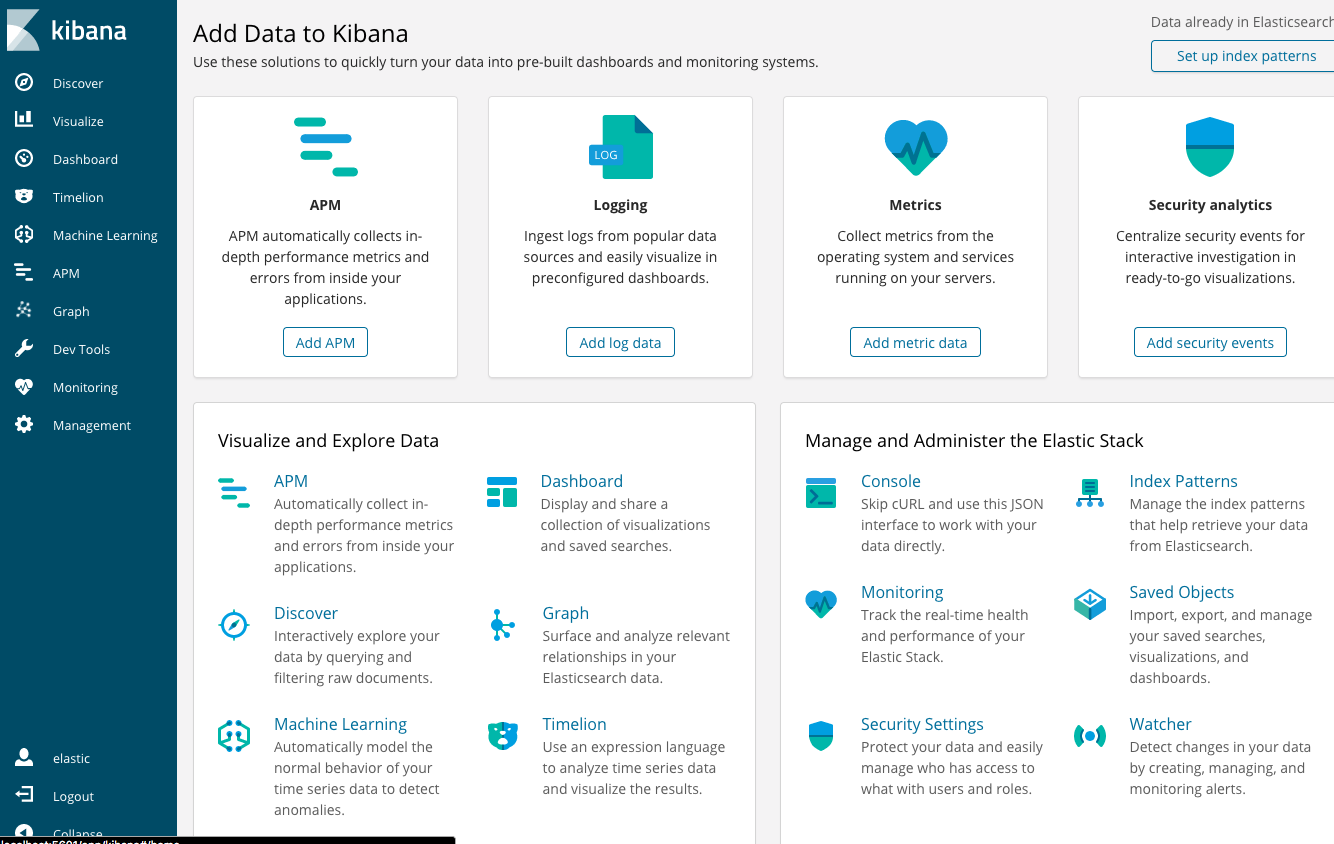 kibana
Discover
Visualize
Dashboard
Timelion
Machine Learning
APM
Graph
Dev Tools
Monitoring
Management
elastic
Logout
Collapse
Add Data to Kibana
Use these solutions to quickly turn your data into pre-built dashboards and monitoring systems.
Data already in Elasticsearch
Set up index patterns
APM
APM automatically collects in-
depth performance metrics and
errors from inside your
applications.
Add APM
LOG
Logging
Ingest logs from popular data
sources and easily visualize in
preconfigured dashboards.
Add log data
Metrics
Collect metrics from the
operating system and services
running on your servers.
Add metric data
Security analytics
Centralize security events for
interactive investigation in
ready-to-go visualizations.
Add security events
Visualize and Explore Data
APM
Automatically collect in-
depth performance metrics
and errors from inside your
applications.
Dashboard
Display and share a
collection of visualizations
and saved searches.
Discover
Interactively explore your
data by querying and
filtering raw documents.
Graph
Surface and analyze relevant
relationships in your
Elasticsearch data.
Machine Learning
Automatically model the
normal behavior of your
time series data to detect
anomalies.
Timelion
Use an expression language
to analyze time series data
and visualize the results.
Manage and Administer the Elastic Stack
Console
Skip cURL and use this JSON
interface to work with your
data directly.
Index Patterns
Manage the index patterns
that help retrieve your data
from Elasticsearch.
Monitoring
Track the real-time health
and performance of your
Elastic Stack.
Saved Objects
Import, export, and manage
your saved searches,
visualizations, and
dashboards.
Security Settings
Protect your data and easily
manage who has access to
what with users and roles.
Watcher
Detect changes in your data
by creating, managing, and
monitoring alerts.